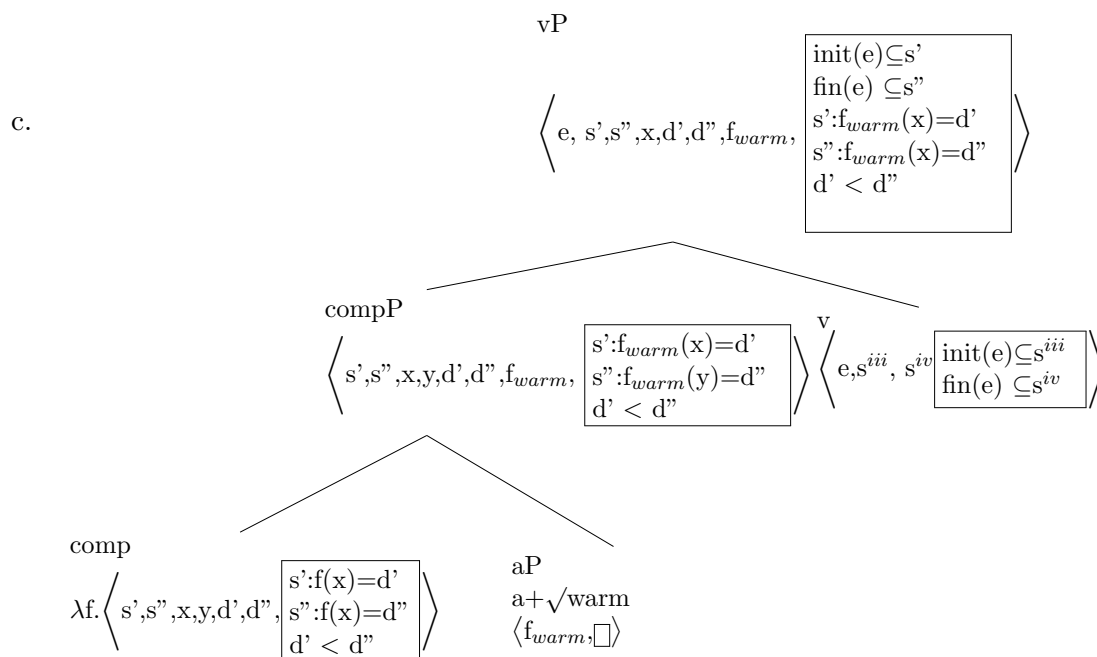 c.
vP
⟨e, s',s”,x,d',d”,f_warm,
init(e)⊆s'
fin(e) ⊆s”
s':f_warm(x)=d'
s”:f_warm(x)=d”
d' < d”
⟩
compP
⟨s',s”,x,y,d',d”,f_warm,
s':f_warm(x)=d'
s”:f_warm(y)=d”
d' < d”
⟩
v
⟨e,s^iii, s^iv
init(e)⊆s^iii
fin(e) ⊆s^iv
⟩
comp
λf.⟨s',s”,x,y,d',d”,
s':f(x)=d'
s”:f(x)=d”
d' < d”
⟩
aP
a+√warm
⟨f_warm,□⟩